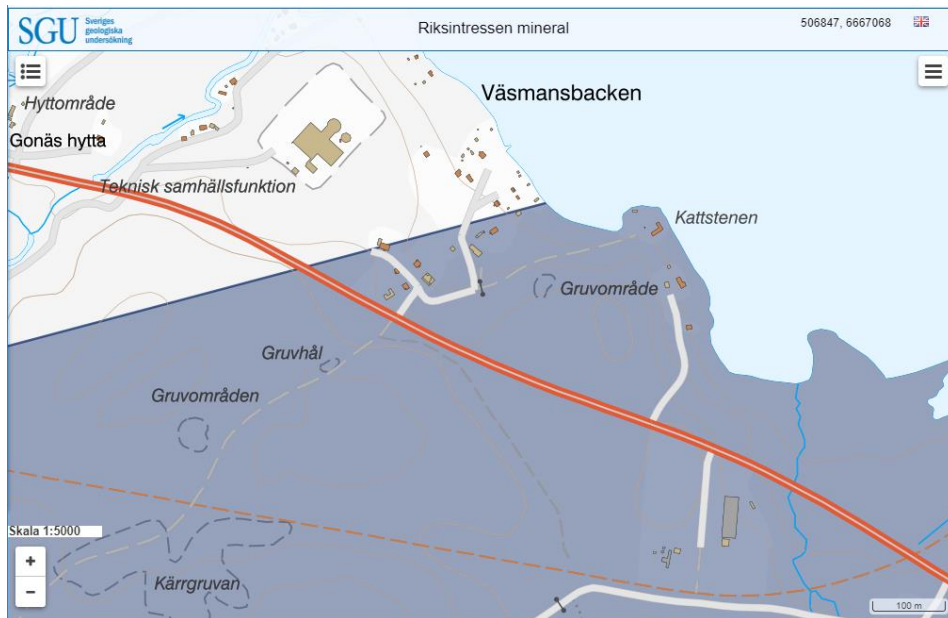 SGU
Sveriges
geologiska
undersökning
Riksintressen mineral
506847, 6667068
Väsmansbacken
Hyttområde
Gonäs hytta
Teknisk samhällsfunktion
Kattstenen
Gruvområde
Gruvhål
Gruvområden
Skala 1:5000
+
−
Kärrgruvan
100 m